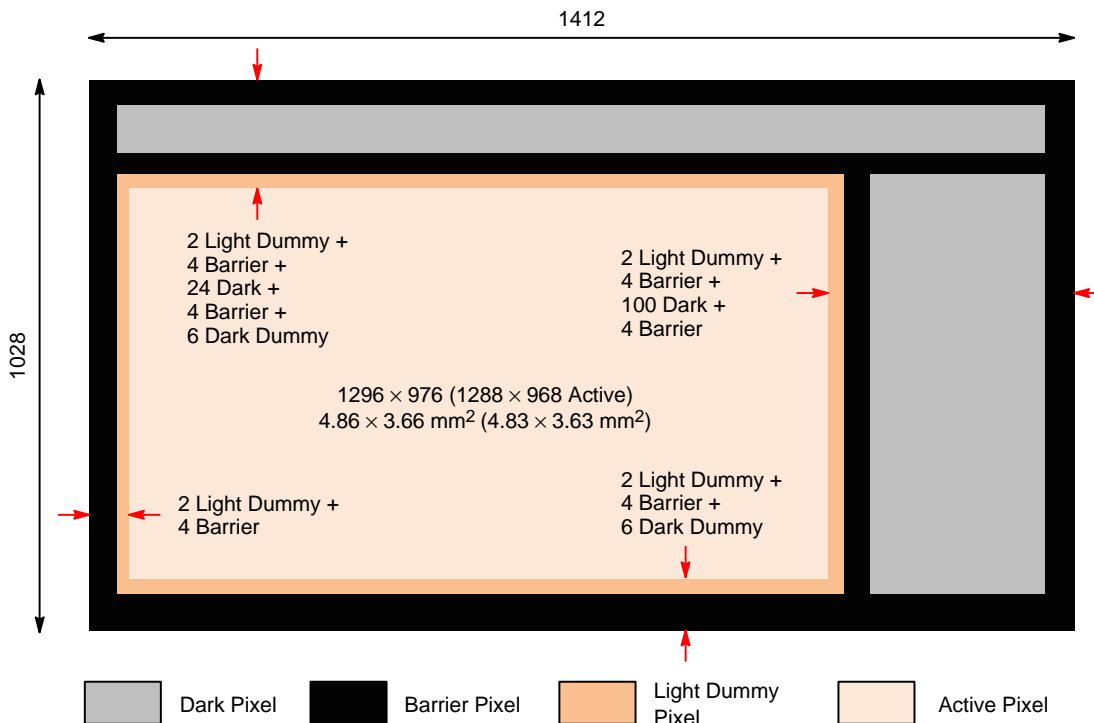 1412
1028
2 Light Dummy +
4 Barrier +
24 Dark +
4 Barrier +
6 Dark Dummy
2 Light Dummy +
4 Barrier +
100 Dark +
4 Barrier
1296 × 976 (1288 × 968 Active)
4.86 × 3.66 mm² (4.83 × 3.63 mm²)
2 Light Dummy +
4 Barrier
2 Light Dummy +
4 Barrier +
6 Dark Dummy
Dark Pixel
Barrier Pixel
Light Dummy
Pixel
Active Pixel